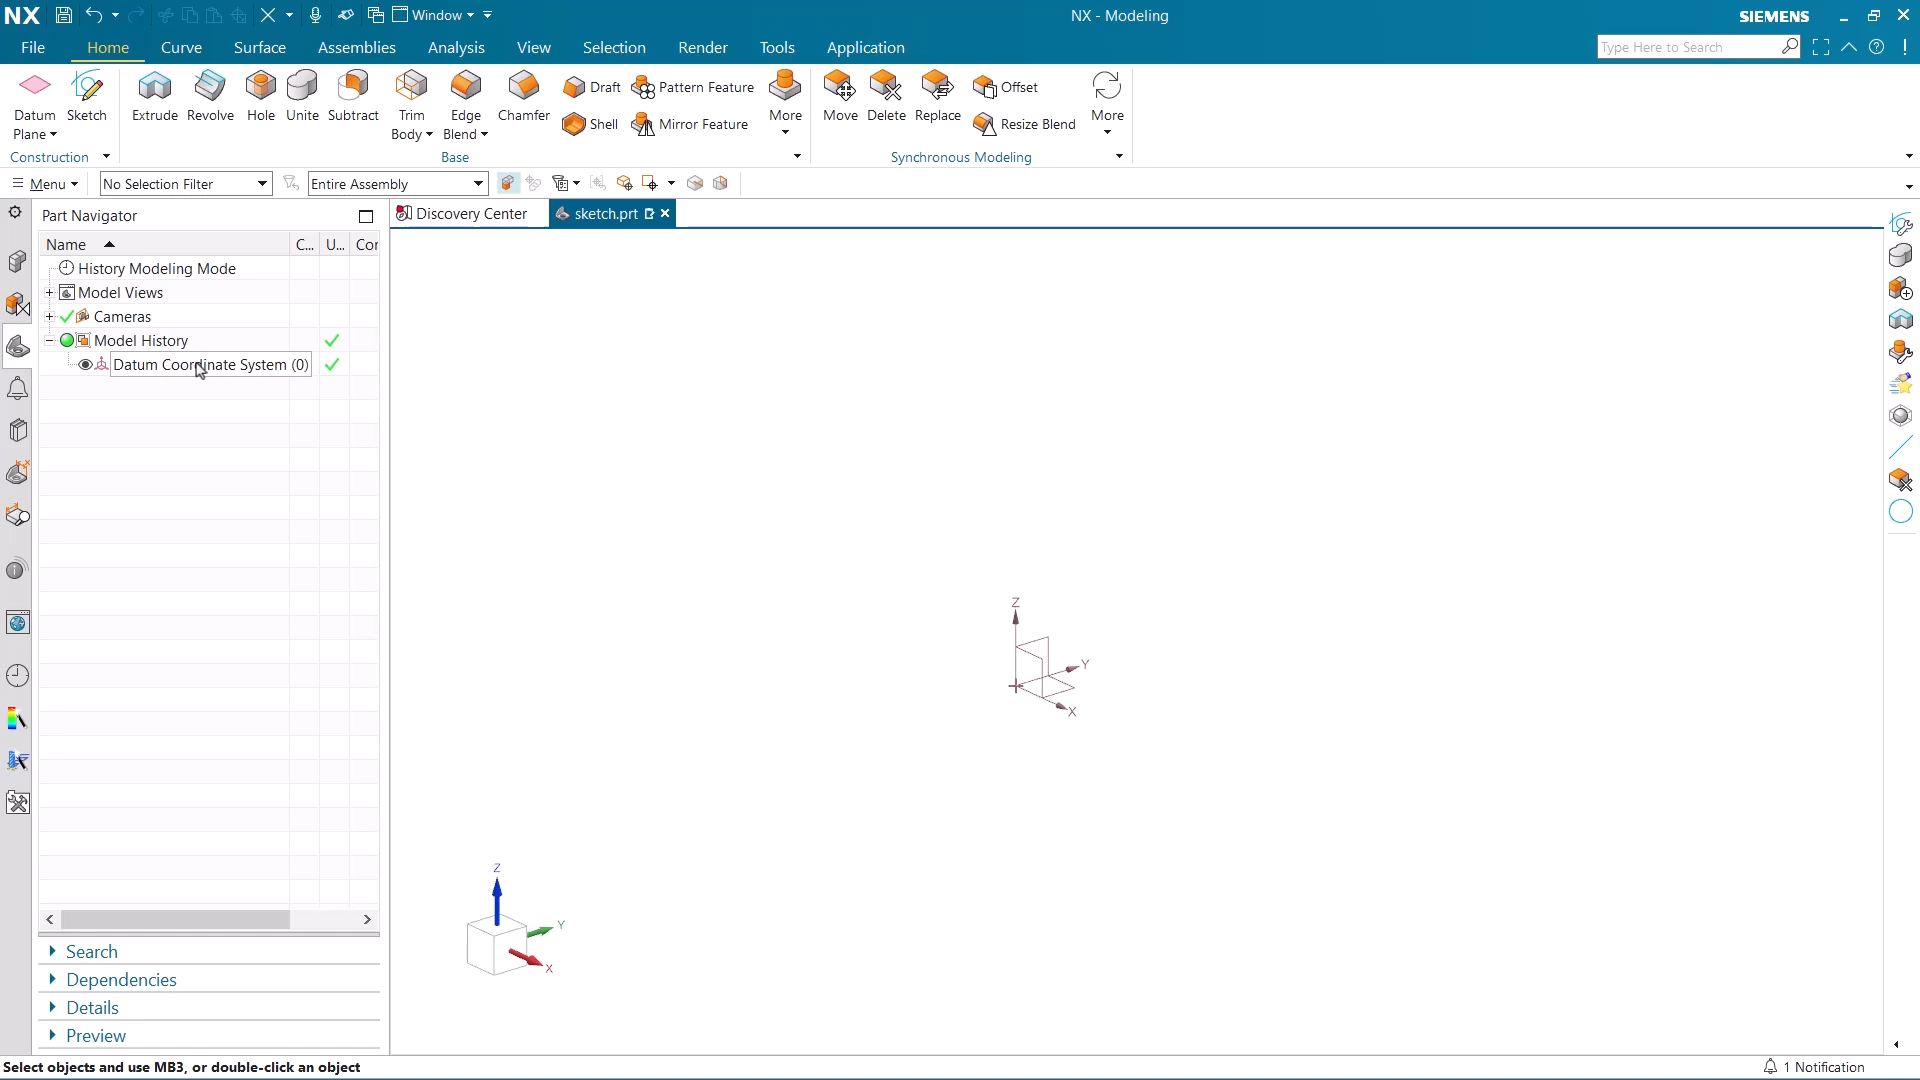 NX Window NX - Modeling SIEMENS
File Home Curve Surface Assemblies Analysis View Selection Render Tools Application Type Here to Search
Datum Plane Sketch Extrude Revolve Hole Unite Subtract Trim Body Edge Blend Chamfer Draft Pattern Feature More Move Delete Replace Offset More
Shell Mirror Feature Resize Blend
Construction Base Synchronous Modeling
Menu No Selection Filter Entire Assembly
Part Navigator Discovery Center sketch.prt
Name C... U... Cor
History Modeling Mode
Model Views
Cameras
Model History
Datum Coordinate System (0)
Z
Y
X
Z
Y
X
Search
Dependencies
Details
Preview
Select objects and use MB3, or double-click an object 1 Notification